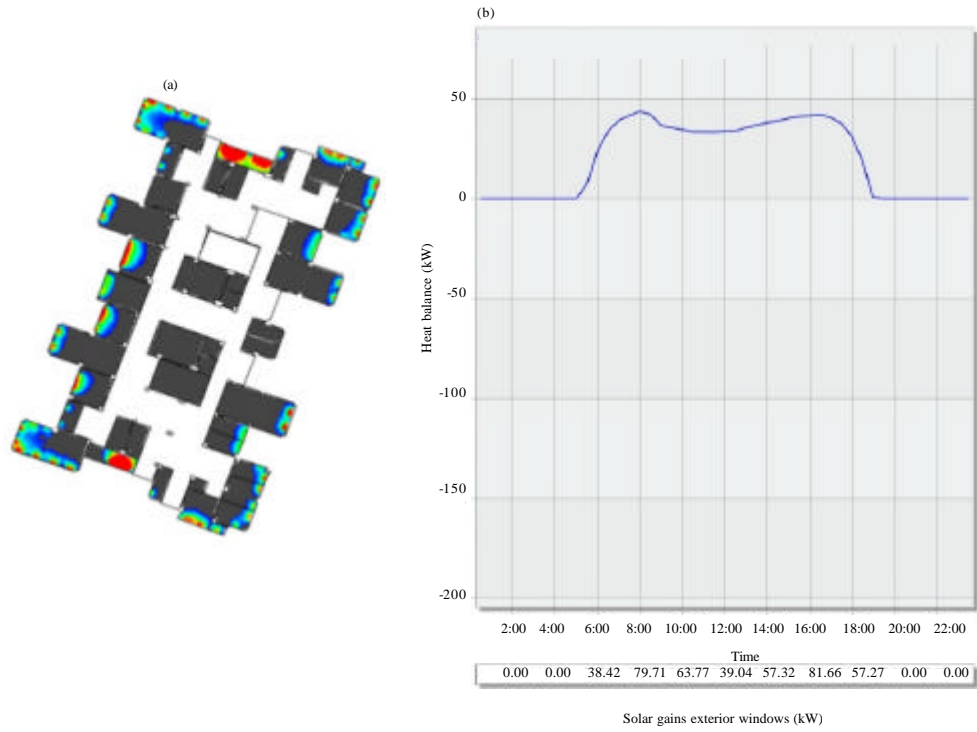 (a)
(b)
Heat balance (kW)
50
0
-50
-100
-150
-200
2:00 4:00 6:00 8:00 10:00 12:00 14:00 16:00 18:00 20:00 22:00
Time
0.00 0.00 38.42 79.71 63.77 39.04 57.32 81.66 57.27 0.00 0.00
Solar gains exterior windows (kW)